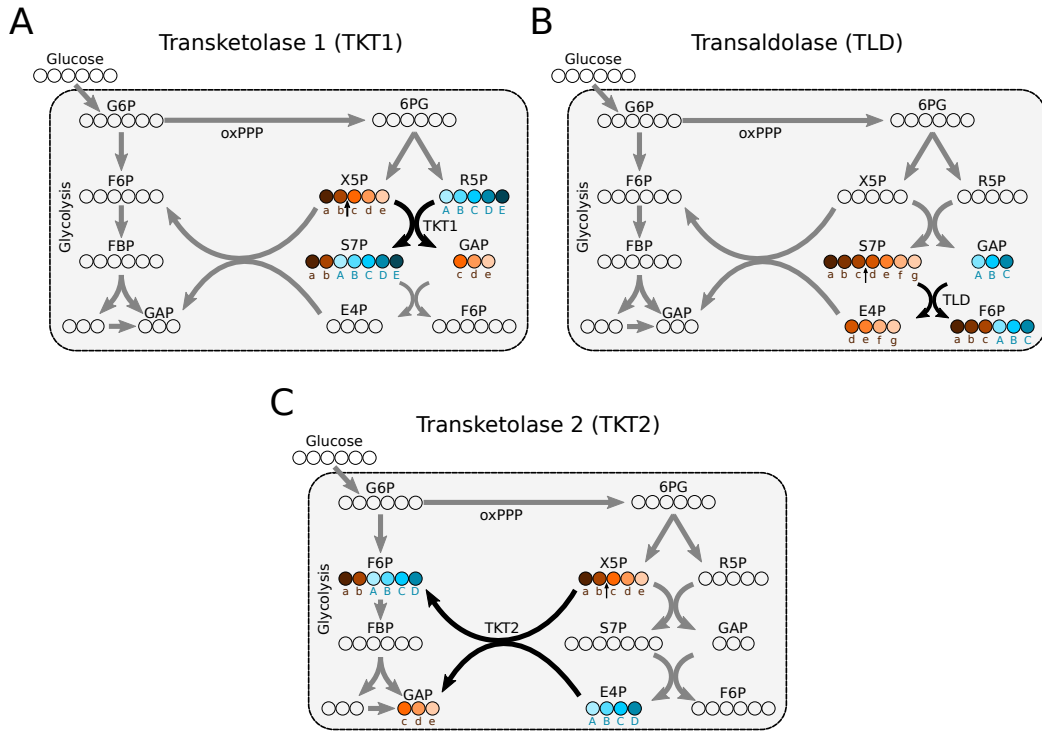 A
Transketolase 1 (TKT1)
Glucose
G6P
6PG
oxPPP
Glycolysis
F6P
X5P
R5P
a b c d e
A B C D E
TKT1
FBP
S7P
GAP
a b A B C D E
c d e
GAP
E4P
F6P
B
Transaldolase (TLD)
Glucose
G6P
6PG
oxPPP
Glycolysis
F6P
X5P
R5P
FBP
S7P
GAP
a b c d e f g
A B C
TLD
GAP
E4P
F6P
d e f g
a b c A B C
C
Transketolase 2 (TKT2)
Glucose
G6P
6PG
oxPPP
Glycolysis
F6P
X5P
R5P
a b A B C D
a b c d e
FBP
TKT2
S7P
GAP
GAP
E4P
F6P
c d e
A B C D